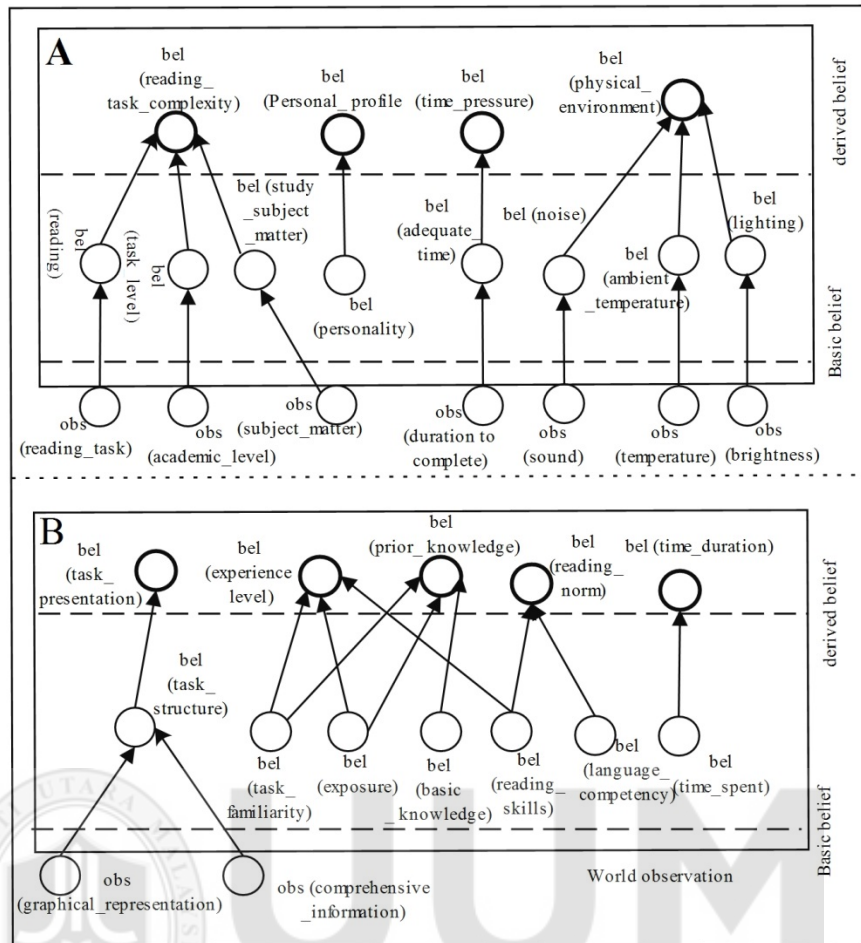 A
bel
(reading_
task_complexity)
bel
(Personal_profile
bel
(time_pressure)
bel
(physical_
environment)
derived belief
bel (study
_subject
_matter)
bel
(reading)
bel
(task_level)
bel
(personality)
bel
(adequate_
time)
bel (noise)
bel
(ambient
_temperature)
bel
(lighting)
Basic belief
obs
(reading_task)
obs
(academic_level)
obs
(subject_matter)
obs
(duration to
complete)
obs
(sound)
obs
(temperature)
obs
(brightness)
B
bel
(task_
presentation)
bel
(experience_
level)
bel
(prior_knowledge)
bel
(reading_
norm)
bel (time_duration)
derived belief
bel
(task_
structure)
bel
(task_
familiarity)
bel
(exposure)
bel
(basic
_knowledge)
bel
(reading_
skills)
bel
(language_
competency)
bel
(time_spent)
Basic belief
obs
(graphical_representation)
obs (comprehensive
_information)
World observation
UTARA
UUM